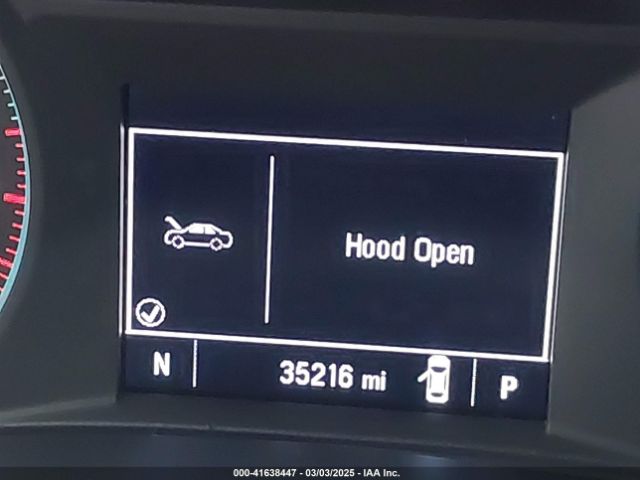 Hood Open
N
35216 mi
P
000-41638447 - 03/03/2025 - IAA Inc.